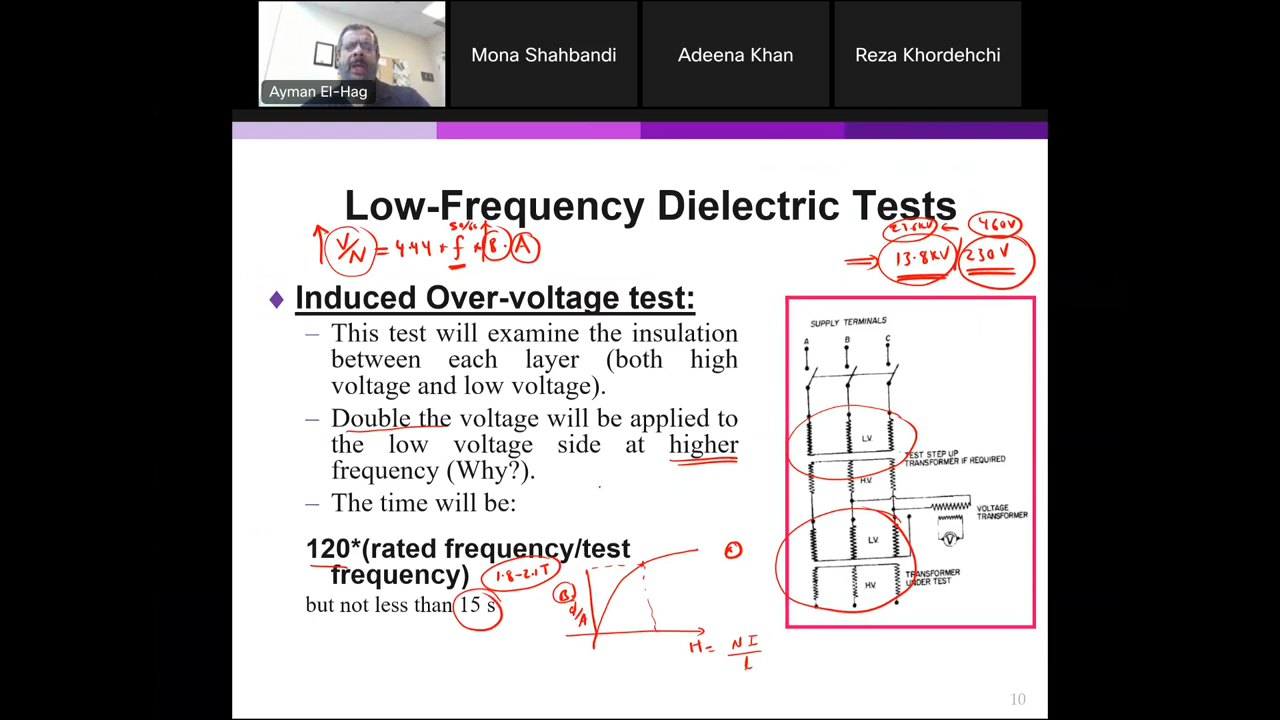 Mona Shahbandi
Adeena Khan
Reza Khordehchi
Ayman El-Hag
Low-Frequency Dielectric Tests
50/60
V/N = 4.44 * f * B. A
27.6KV ← 460V
⇒ 13.8KV / 230V
♦ Induced Over-voltage test:
– This test will examine the insulation
between each layer (both high
voltage and low voltage).
– Double the voltage will be applied to
the low voltage side at higher
frequency (Why?).
– The time will be:
120*(rated frequency/test
frequency)
1.8-2.1T
but not less than 15 s
B
H = NI
L
SUPPLY TERMINALS
A B C
L.V.
TEST STEP UP
TRANSFORMER IF REQUIRED
H.V.
VOLTAGE
TRANSFORMER
V
L.V.
TRANSFORMER
UNDER TEST
H.V.
10